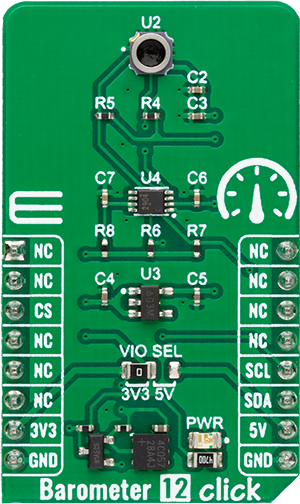 U2
C2
R5 R4 C3
C7 U4 C6
R8 R6 R7
U3
C4 C5
NC NC
NC NC
CS NC
NC NC
NC SCL
NC SDA
3V3 5V
GND GND
VIO SEL
0
3V3 5V
PWR
4700
Barometer 12 click